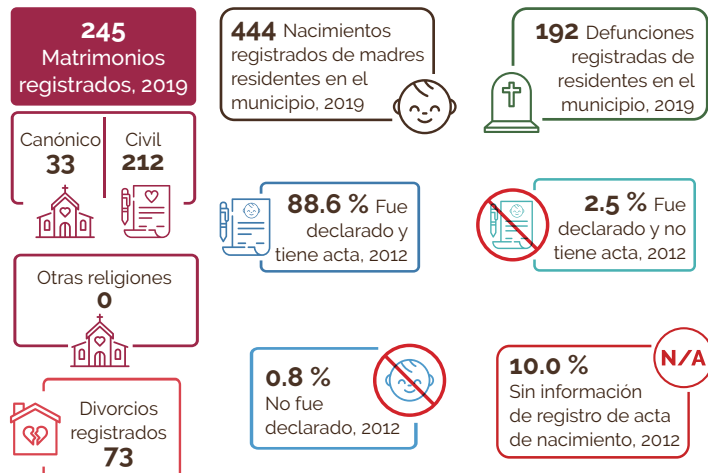 245
Matrimonios
registrados, 2019
Canónico
33
Civil
212
Otras religiones
0
Divorcios
registrados
73
444 Nacimientos
registrados de madres
residentes en el
municipio, 2019
192 Defunciones
registradas de
residentes en el
municipio, 2019
88.6 % Fue
declarado y
tiene acta, 2012
2.5 % Fue
declarado y no
tiene acta, 2012
0.8 %
No fue
declarado, 2012
N/A
10.0 %
Sin información
de registro de acta
de nacimiento, 2012